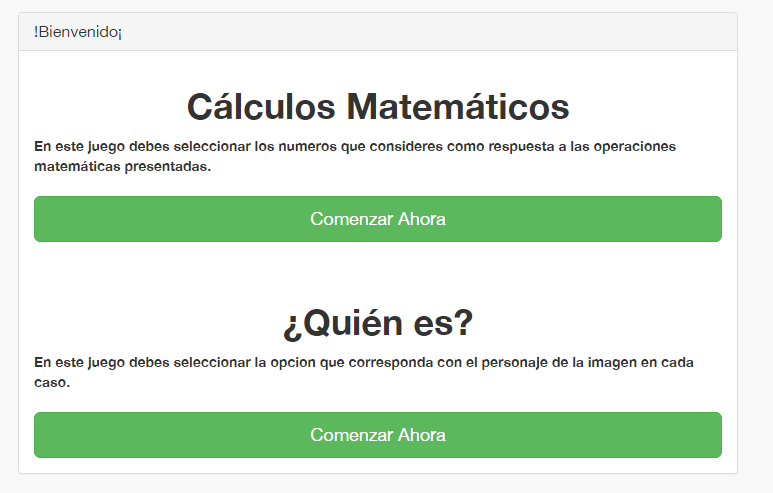 !Bienvenido¡
Cálculos Matemáticos
En este juego debes seleccionar los numeros que consideres como respuesta a las operaciones
matemáticas presentadas.
Comenzar Ahora
¿Quién es?
En este juego debes seleccionar la opcion que corresponda con el personaje de la imagen en cada
caso.
Comenzar Ahora